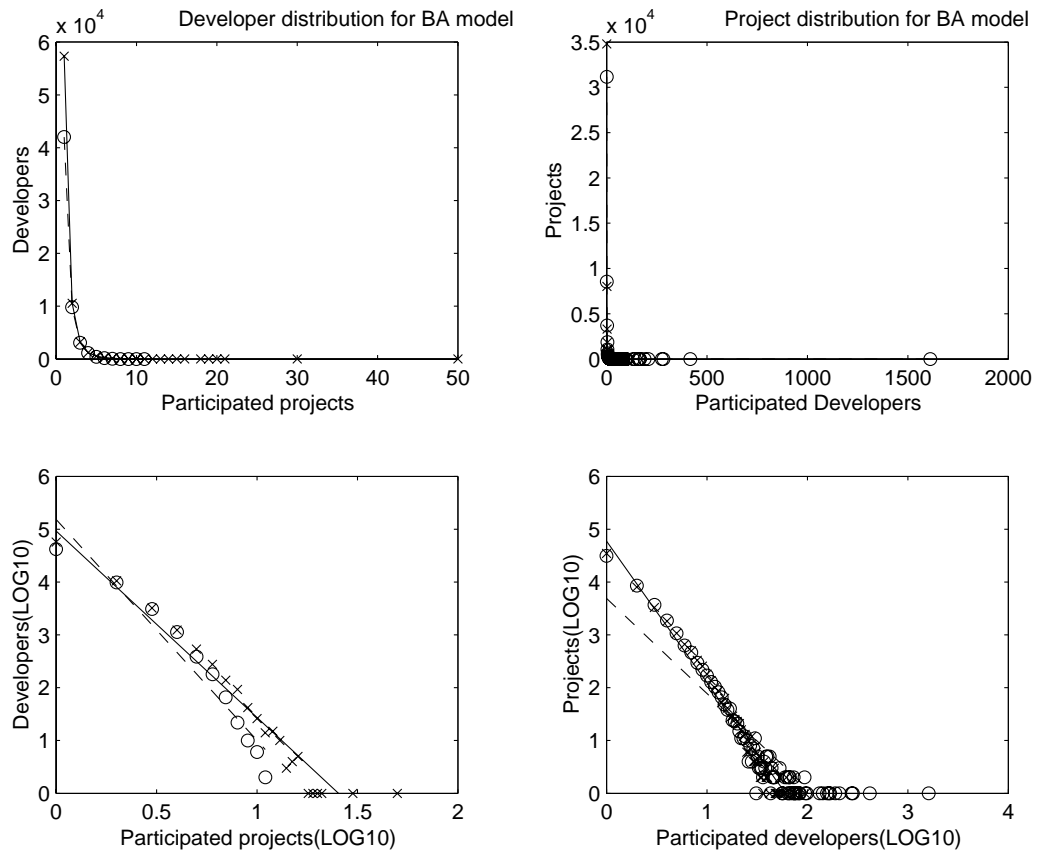 Developer distribution for BA model
x 10^4
6
5
4
3
2
1
0
0 10 20 30 40 50
Developers
Participated projects
Project distribution for BA model
x 10^4
3.5
3
2.5
2
1.5
1
0.5
0
0 500 1000 1500 2000
Projects
Participated Developers
6
5
4
3
2
1
0
0 0.5 1 1.5 2
Developers(LOG10)
Participated projects(LOG10)
6
5
4
3
2
1
0
0 1 2 3 4
Projects(LOG10)
Participated developers(LOG10)